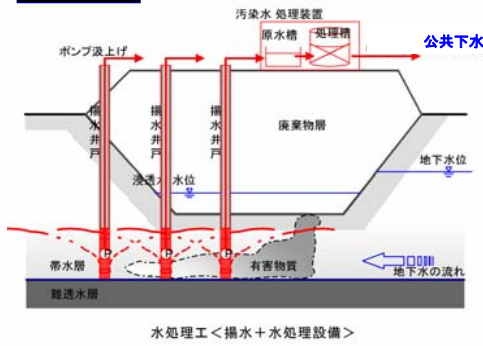 汚染水 処理装置
原水槽
処理槽
公共下水
ポンプ汲上げ
揚水井戸
揚水井戸
揚水井戸
廃棄物層
地下水位
浸透水水位
P
P
P
帯水層
有害物質
地下水の流れ
難透水層
水処理工＜揚水＋水処理設備＞